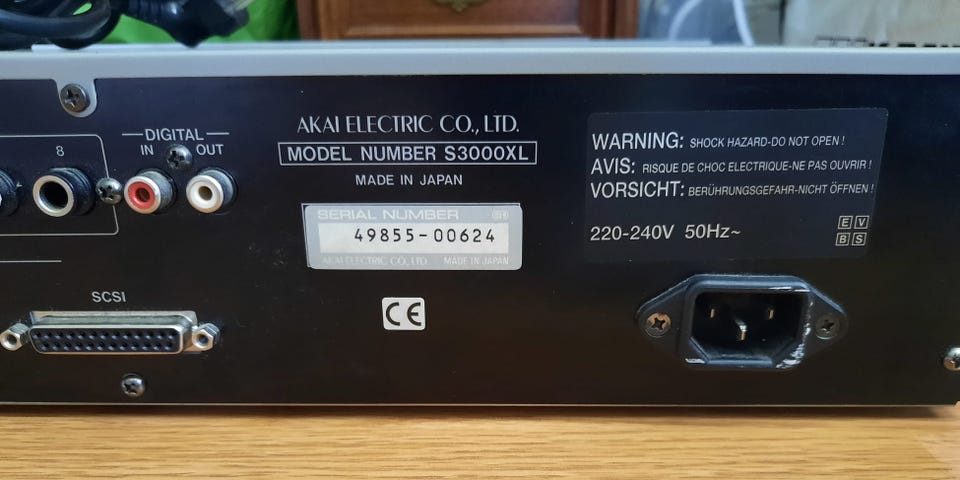 DIGITAL
IN OUT
8
SCSI
AKAI ELECTRIC CO., LTD.
MODEL NUMBER S3000XL
MADE IN JAPAN
SERIAL NUMBER
49855-00624
AKAI ELECTRIC CO., LTD. MADE IN JAPAN
CE
WARNING: SHOCK HAZARD-DO NOT OPEN !
AVIS: RISQUE DE CHOC ELECTRIQUE-NE PAS OUVRIR !
VORSICHT: BERÜHRUNGSGEFAHR-NICHT ÖFFNEN !
220-240V 50Hz~
E V
B S